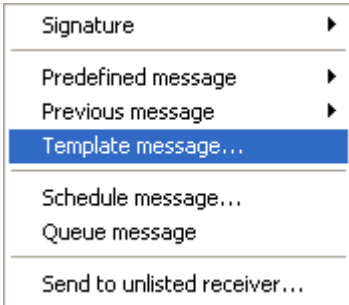 Signature
Predefined message
Previous message
Template message...
Schedule message...
Queue message
Send to unlisted receiver...